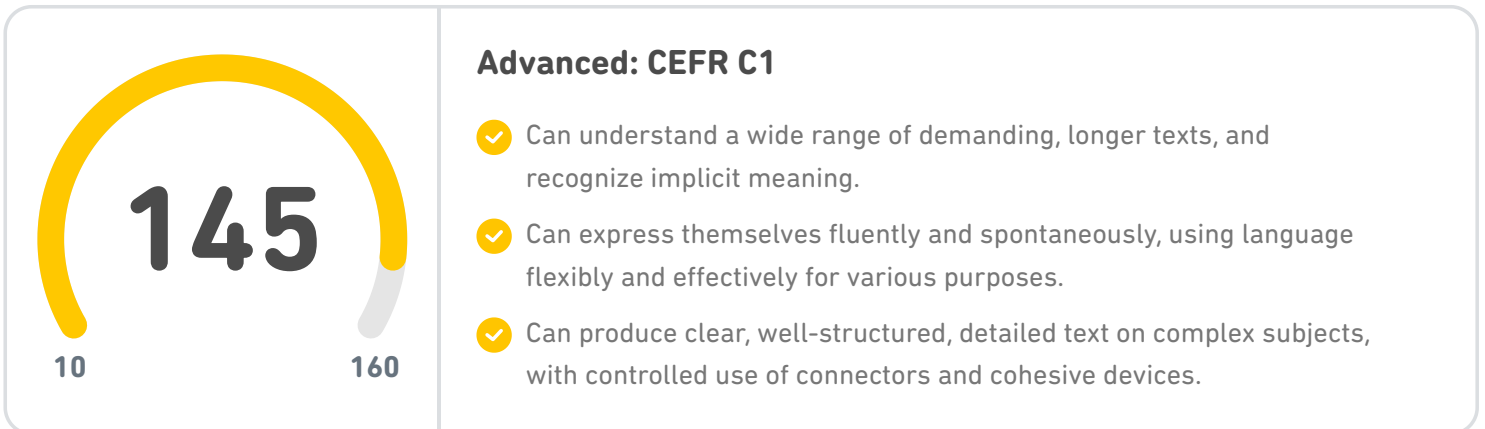 145
10
160
Advanced: CEFR C1
Can understand a wide range of demanding, longer texts, and
recognize implicit meaning.
Can express themselves fluently and spontaneously, using language
flexibly and effectively for various purposes.
Can produce clear, well-structured, detailed text on complex subjects,
with controlled use of connectors and cohesive devices.